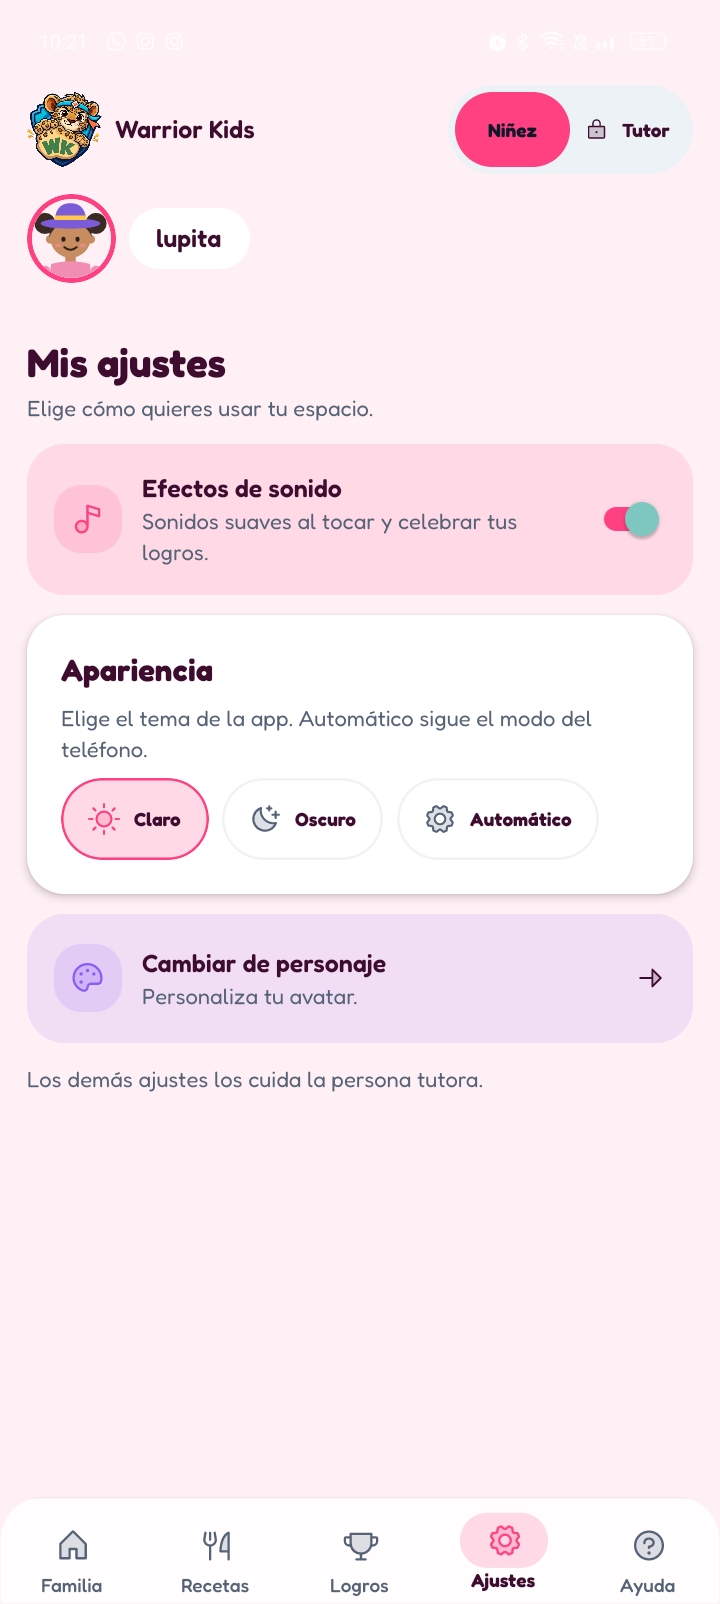 10:21
WK
Warrior Kids
Niñez
Tutor
lupita
Mis ajustes
Elige cómo quieres usar tu espacio.
Efectos de sonido
Sonidos suaves al tocar y celebrar tus
logros.
Apariencia
Elige el tema de la app. Automático sigue el modo del
teléfono.
Claro
Oscuro
Automático
Cambiar de personaje
Personaliza tu avatar.
Los demás ajustes los cuida la persona tutora.
Familia
Recetas
Logros
Ajustes
Ayuda